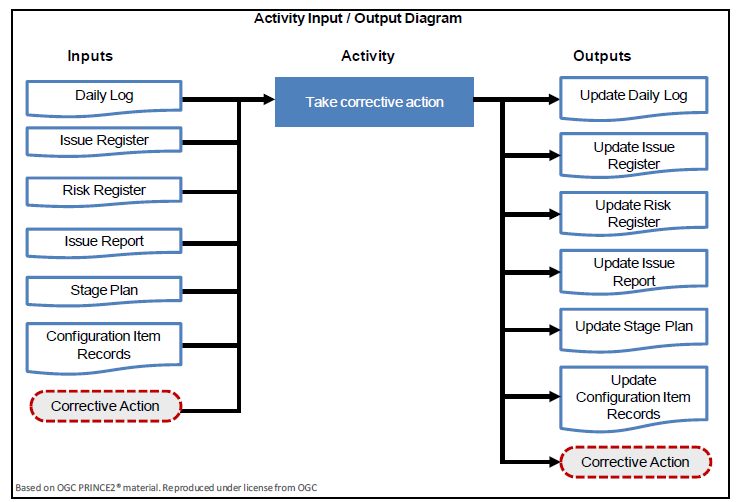 Activity Input / Output Diagram
Inputs
Activity
Outputs
Daily Log
Issue Register
Risk Register
Issue Report
Stage Plan
Configuration Item
Records
Corrective Action
Take corrective action
Update Daily Log
Update Issue
Register
Update Risk
Register
Update Issue
Report
Update Stage Plan
Update
Configuration Item
Records
Corrective Action
Based on OGC PRINCE2® material. Reproduced under license from OGC